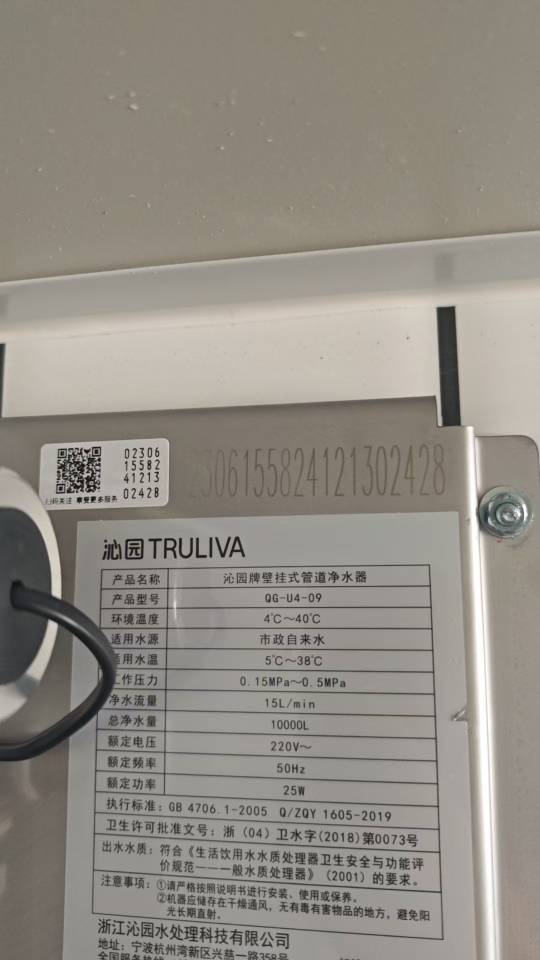 02306
15582
41213
02428
扫码关注 尊享更多服务
2306155824121302428
沁园 TRULIVA
产品名称 沁园牌壁挂式管道净水器
产品型号 QG-U4-09
环境温度 4℃～40℃
适用水源 市政自来水
适用水温 5℃～38℃
工作压力 0.15MPa～0.5MPa
净水流量 15L/min
总净水量 10000L
额定电压 220V～
额定频率 50Hz
额定功率 25W
执行标准：GB 4706.1-2005 Q/ZQY 1605-2019
卫生许可批准文号：浙（04）卫水字（2018）第0073号
出水水质：符合《生活饮用水水质处理器卫生安全与功能评
价规范——一般水质处理器》（2001）的要求。
注意事项：①请严格按照说明书进行安装、使用或保养。
②机器应储存在干燥通风，无有毒有害物品的地方，避免阳
光长期直射。
浙江沁园水处理科技有限公司
地址：宁波杭州湾新区兴慈一路358号